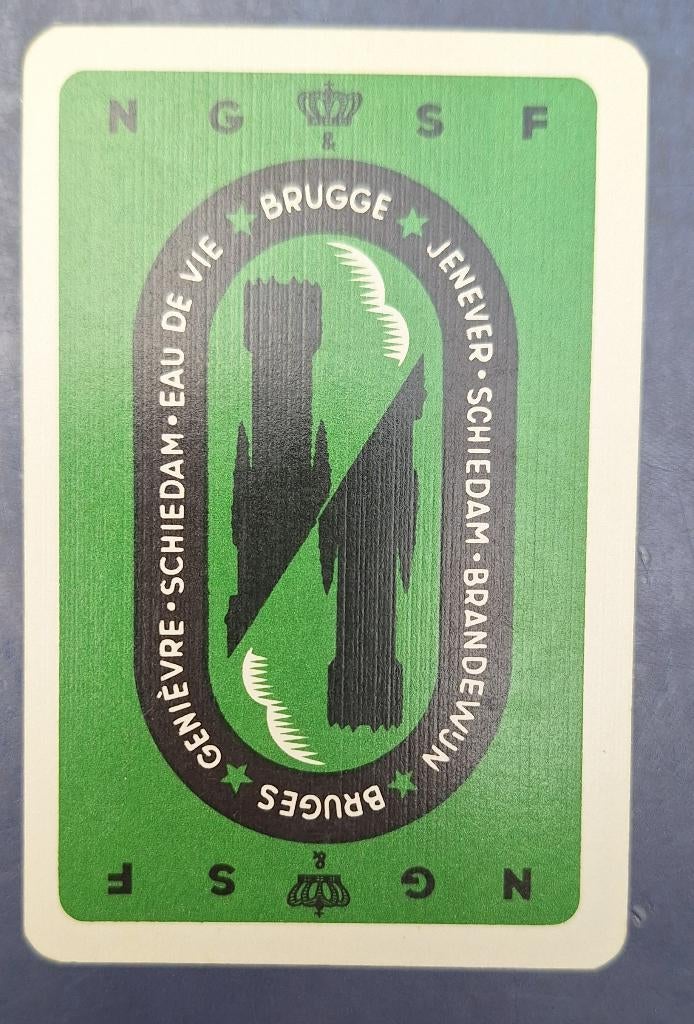 N G & S F
BRUGGE
JENEVER · SCHIEDAM · BRANDEWIJN
BRUGES
GENIÈVRE · SCHIEDAM · EAU DE VIE
N G & S F